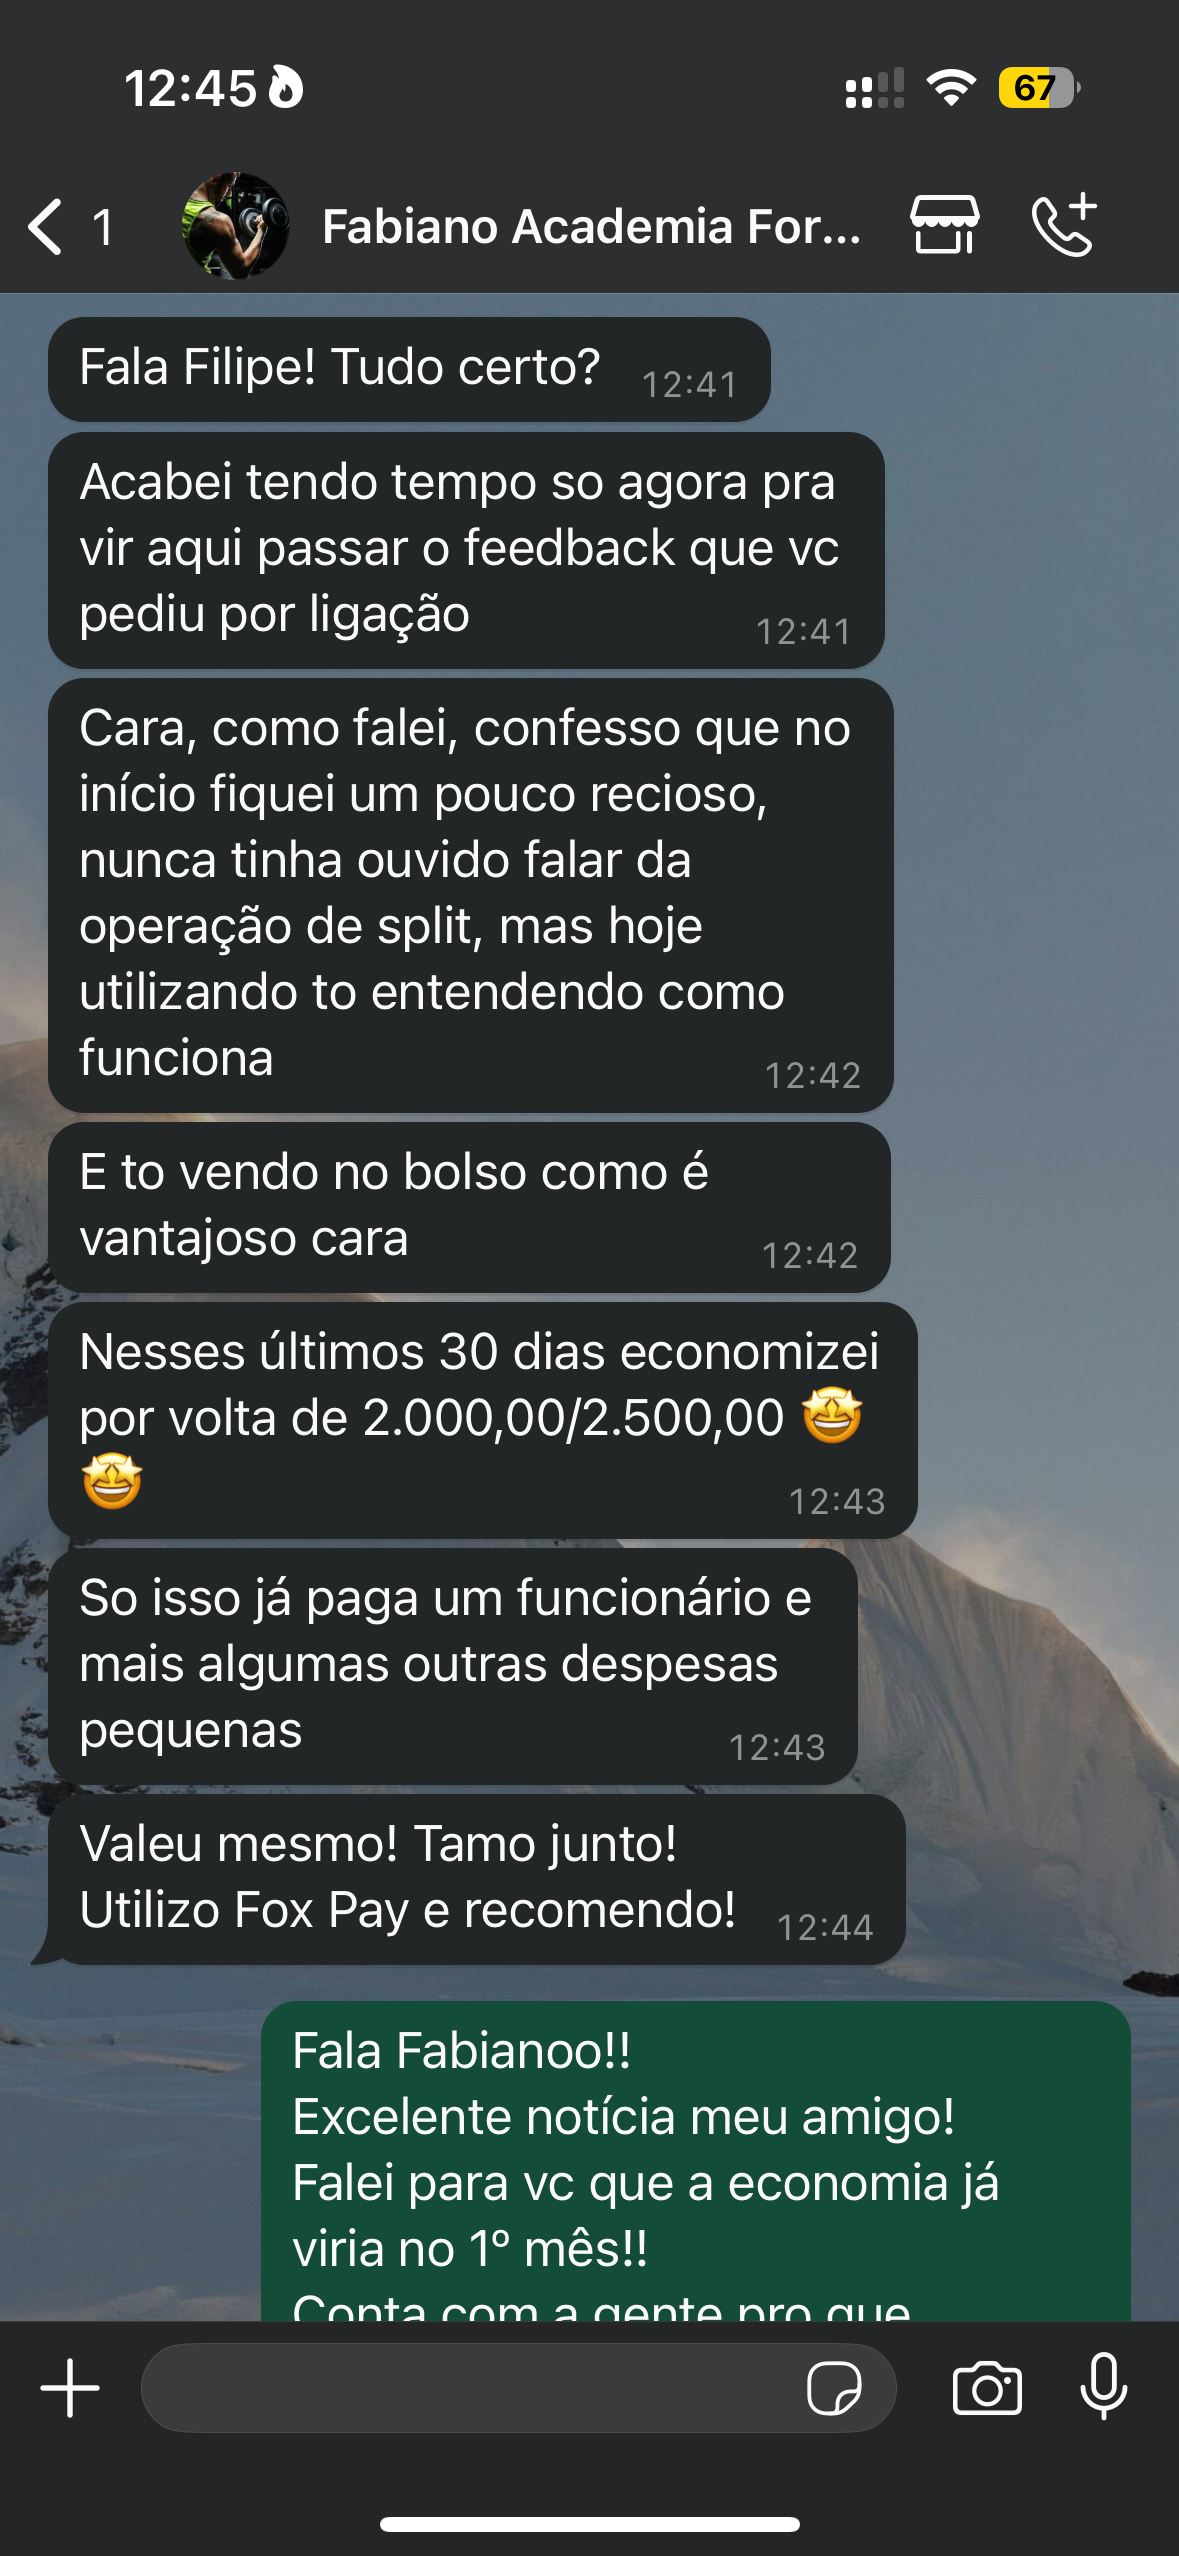 12:45
67
1
Fabiano Academia For...
Fala Filipe! Tudo certo?
12:41
Acabei tendo tempo so agora pra
vir aqui passar o feedback que vc
pediu por ligação
12:41
Cara, como falei, confesso que no
início fiquei um pouco recioso,
nunca tinha ouvido falar da
operação de split, mas hoje
utilizando to entendendo como
funciona
12:42
E to vendo no bolso como é
vantajoso cara
12:42
Nesses últimos 30 dias economizei
por volta de 2.000,00/2.500,00 🤩
🤩
12:43
So isso já paga um funcionário e
mais algumas outras despesas
pequenas
12:43
Valeu mesmo! Tamo junto!
Utilizo Fox Pay e recomendo!
12:44
Fala Fabianoo!!
Excelente notícia meu amigo!
Falei para vc que a economia já
viria no 1º mês!!
Conta com a gente pro que